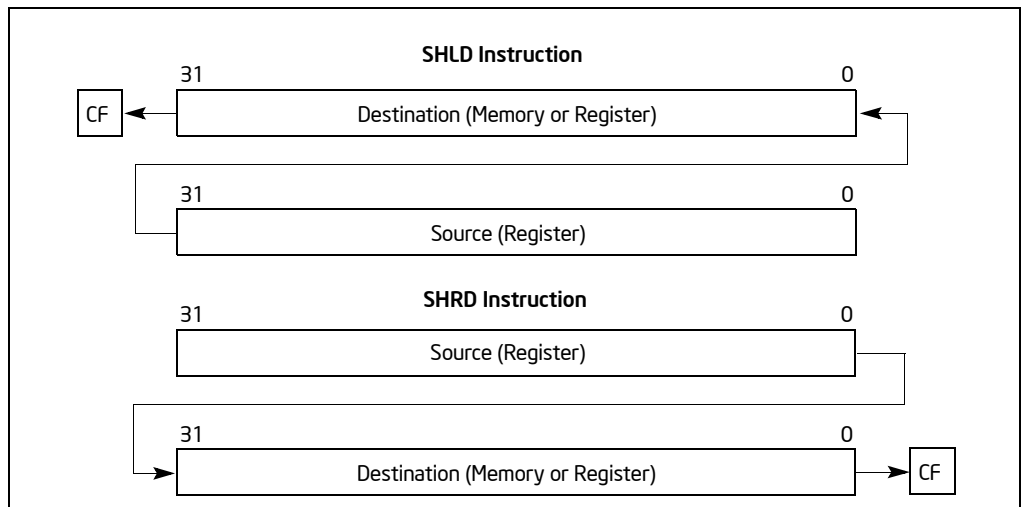 SHLD Instruction
31 0
CF Destination (Memory or Register)
31 0
Source (Register)
SHRD Instruction
31 0
Source (Register)
31 0
Destination (Memory or Register) CF